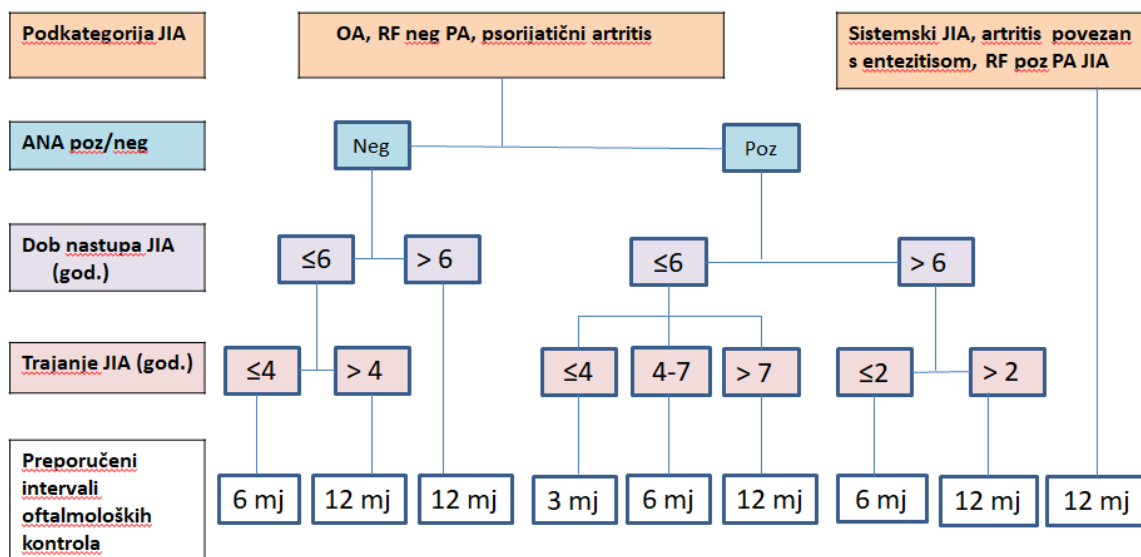 Podkategorija JIA
OA, RF neg PA, psorijatični artritis
Sistemski JIA, artritis povezan
s entezitisom, RF poz PA JIA
ANA poz/neg
Neg
Poz
Dob nastupa JIA
(god.)
≤6
> 6
≤6
> 6
Trajanje JIA (god.)
≤4
> 4
≤4
4-7
> 7
≤2
> 2
Preporučeni
intervali
oftalmoloških
kontrola
6 mj
12 mj
12 mj
3 mj
6 mj
12 mj
6 mj
12 mj
12 mj